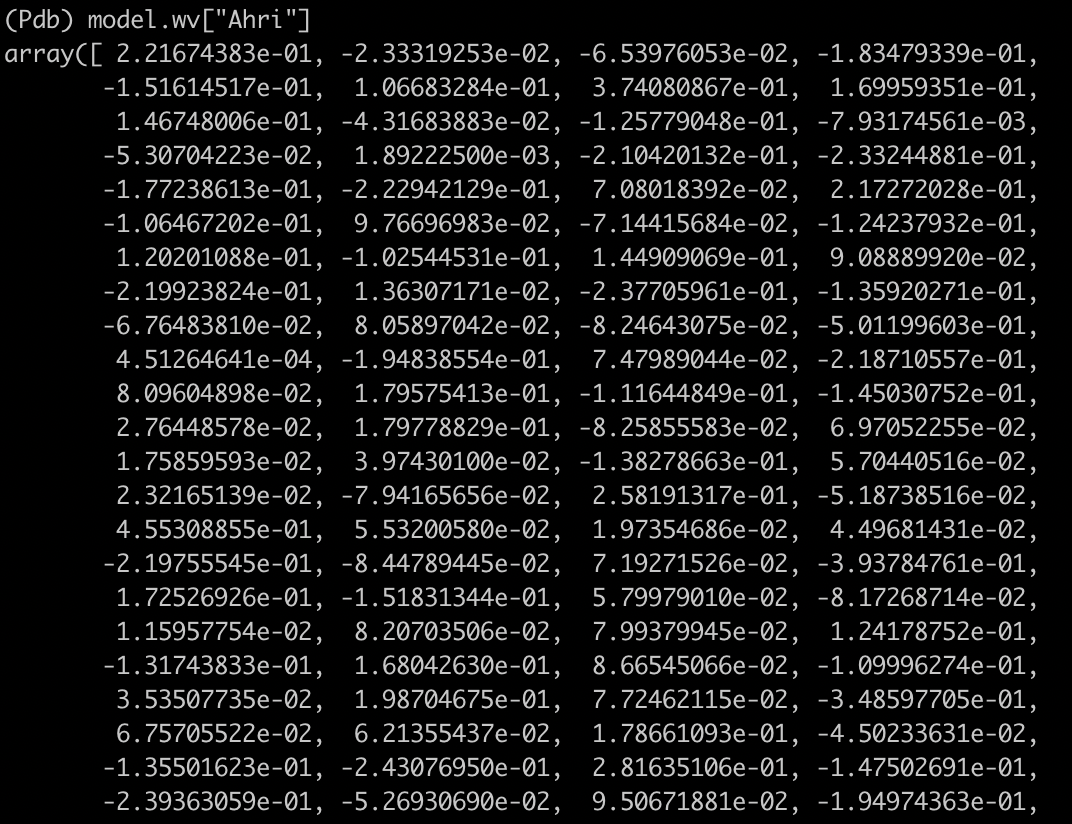 (Pdb) model.wv["Ahri"]
array([ 2.21674383e-01, -2.33319253e-02, -6.53976053e-02, -1.83479339e-01,
-1.51614517e-01, 1.06683284e-01, 3.74080867e-01, 1.69959351e-01,
1.46748006e-01, -4.31683883e-02, -1.25779048e-01, -7.93174561e-03,
-5.30704223e-02, 1.89222500e-03, -2.10420132e-01, -2.33244881e-01,
-1.77238613e-01, -2.22942129e-01, 7.08018392e-02, 2.17272028e-01,
-1.06467202e-01, 9.76696983e-02, -7.14415684e-02, -1.24237932e-01,
1.20201088e-01, -1.02544531e-01, 1.44909069e-01, 9.08889920e-02,
-2.19923824e-01, 1.36307171e-02, -2.37705961e-01, -1.35920271e-01,
-6.76483810e-02, 8.05897042e-02, -8.24643075e-02, -5.01199603e-01,
4.51264641e-04, -1.94838554e-01, 7.47989044e-02, -2.18710557e-01,
8.09604898e-02, 1.79575413e-01, -1.11644849e-01, -1.45030752e-01,
2.76448578e-02, 1.79778829e-01, -8.25855583e-02, 6.97052255e-02,
1.75859593e-02, 3.97430100e-02, -1.38278663e-01, 5.70440516e-02,
2.32165139e-02, -7.94165656e-02, 2.58191317e-01, -5.18738516e-02,
4.55308855e-01, 5.53200580e-02, 1.97354686e-02, 4.49681431e-02,
-2.19755545e-01, -8.44789445e-02, 7.19271526e-02, -3.93784761e-01,
1.72526926e-01, -1.51831344e-01, 5.79979010e-02, -8.17268714e-02,
1.15957754e-02, 8.20703506e-02, 7.99379945e-02, 1.24178752e-01,
-1.31743833e-01, 1.68042630e-01, 8.66545066e-02, -1.09996274e-01,
3.53507735e-02, 1.98704675e-01, 7.72462115e-02, -3.48597705e-01,
6.75705522e-02, 6.21355437e-02, 1.78661093e-01, -4.50233631e-02,
-1.35501623e-01, -2.43076950e-01, 2.81635106e-01, -1.47502691e-01,
-2.39363059e-01, -5.26930690e-02, 9.50671881e-02, -1.94974363e-01,